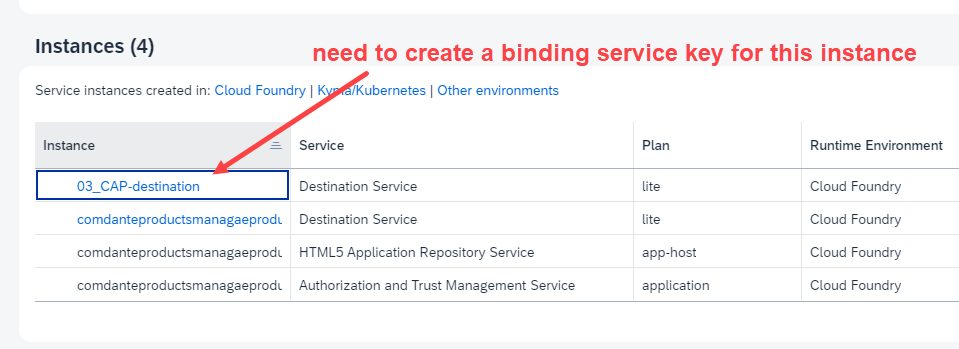 Instances (4)
need to create a binding service key for this instance
Service instances created in: Cloud Foundry | Kyma/Kubernetes | Other environments
Instance Service Plan Runtime Environment
03_CAP-destination Destination Service lite Cloud Foundry
comdanteproductsmanagaeprodu Destination Service lite Cloud Foundry
comdanteproductsmanagaeprodu HTML5 Application Repository Service app-host Cloud Foundry
comdanteproductsmanagaeprodu Authorization and Trust Management Service application Cloud Foundry